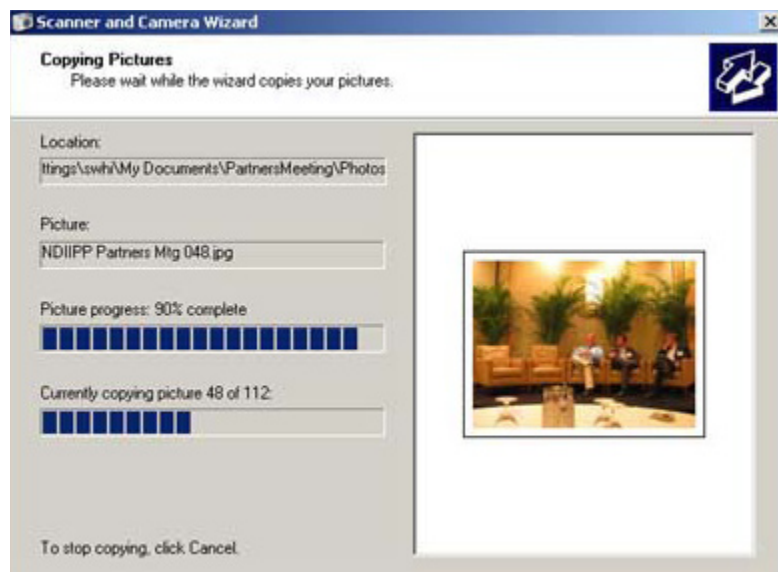 Scanner and Camera Wizard
Copying Pictures
Please wait while the wizard copies your pictures.
Location:
ttings\swhi\My Documents\PartnersMeeting\Photos
Picture:
NDIIPP Partners Mtg 048.jpg
Picture progress: 90% complete
Currently copying picture 48 of 112:
To stop copying, click Cancel.